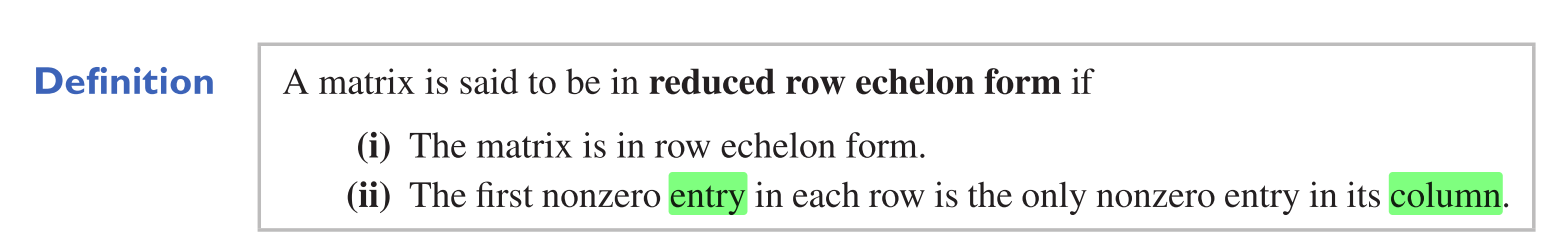 Definition
A matrix is said to be in reduced row echelon form if
(i) The matrix is in row echelon form.
(ii) The first nonzero entry in each row is the only nonzero entry in its column.